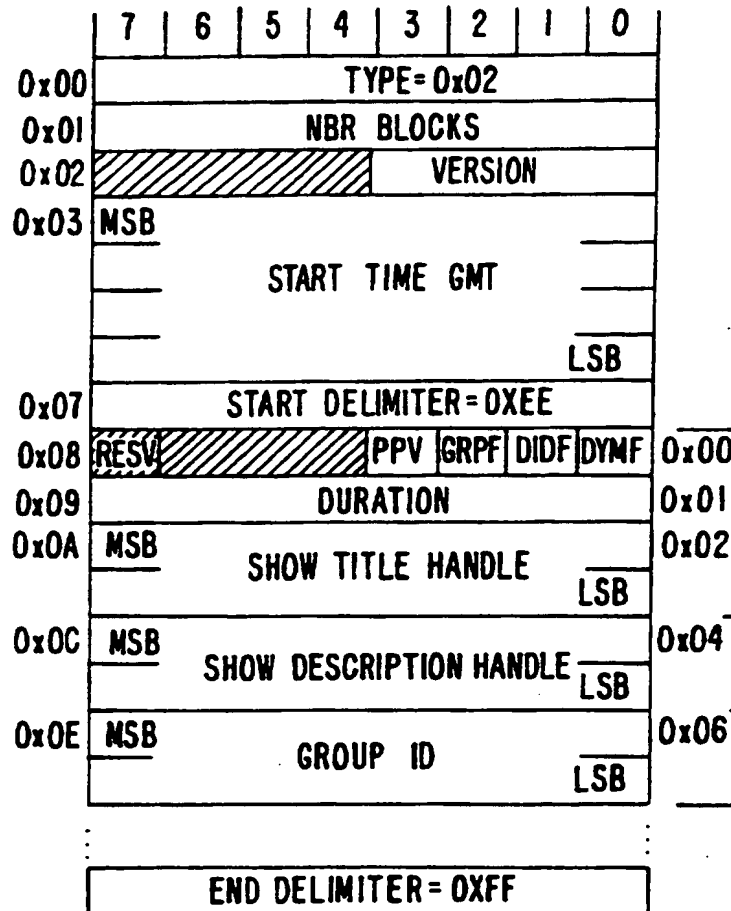 7 6 5 4 3 2 1 0
0x00 TYPE=0x02
0x01 NBR BLOCKS
0x02 VERSION
0x03 MSB
START TIME GMT
LSB
0x07 START DELIMITER=0XEE
0x08 RESV PPV GRPF DIDF DYMF 0x00
0x09 DURATION 0x01
0x0A MSB 0x02
SHOW TITLE HANDLE
LSB
0x0C MSB 0x04
SHOW DESCRIPTION HANDLE
LSB
0x0E MSB 0x06
GROUP ID
LSB
END DELIMITER=0XFF